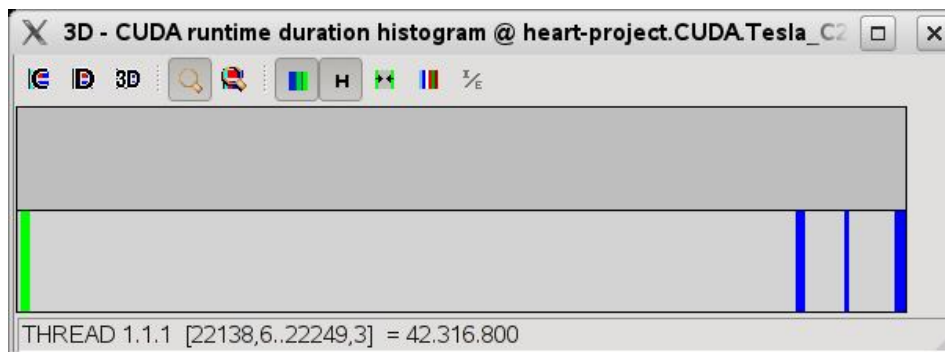 3D - CUDA runtime duration histogram @ heart-project.CUDA.Tesla_C2
3D H I/E
THREAD 1.1.1 [22138,6..22249,3] = 42.316.800